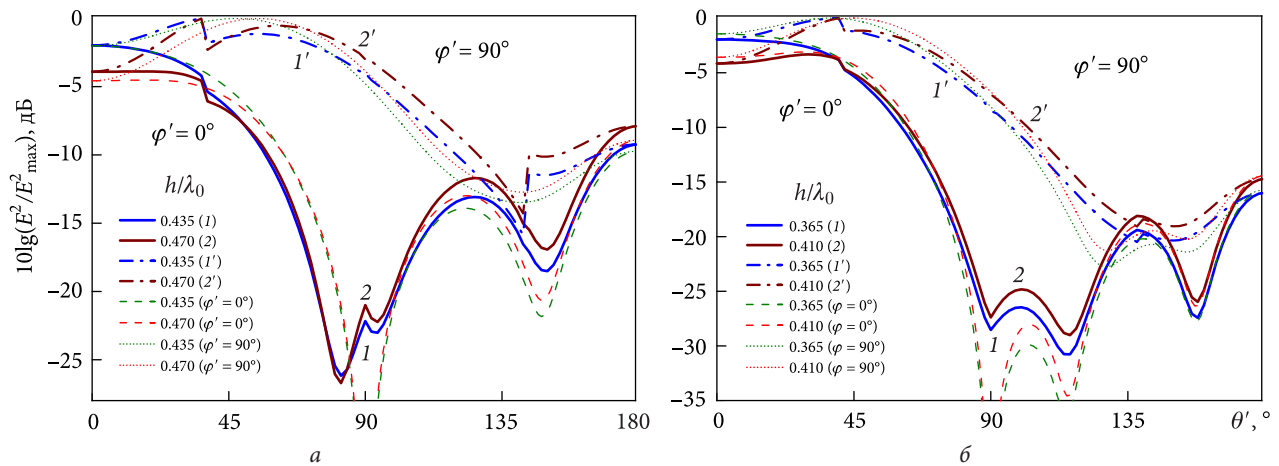 10lg(E²/E²max), дБ
0
−5
−10
−15
−20
−25
0
45
90
135
180
φ′ = 90°
φ′ = 0°
1′
2′
2
1
h/λ₀
0.435 (1)
0.470 (2)
0.435 (1′)
0.470 (2′)
0.435 (φ′ = 0°)
0.470 (φ′ = 0°)
0.435 (φ′ = 90°)
0.470 (φ′ = 90°)
а
0
−5
−10
−15
−20
−25
−30
−35
0
45
90
135
θ′, °
φ′ = 90°
φ′ = 0°
1′
2′
2
1
h/λ₀
0.365 (1)
0.410 (2)
0.365 (1′)
0.410 (2′)
0.365 (φ = 0°)
0.410 (φ = 0°)
0.365 (φ = 90°)
0.410 (φ = 90°)
б